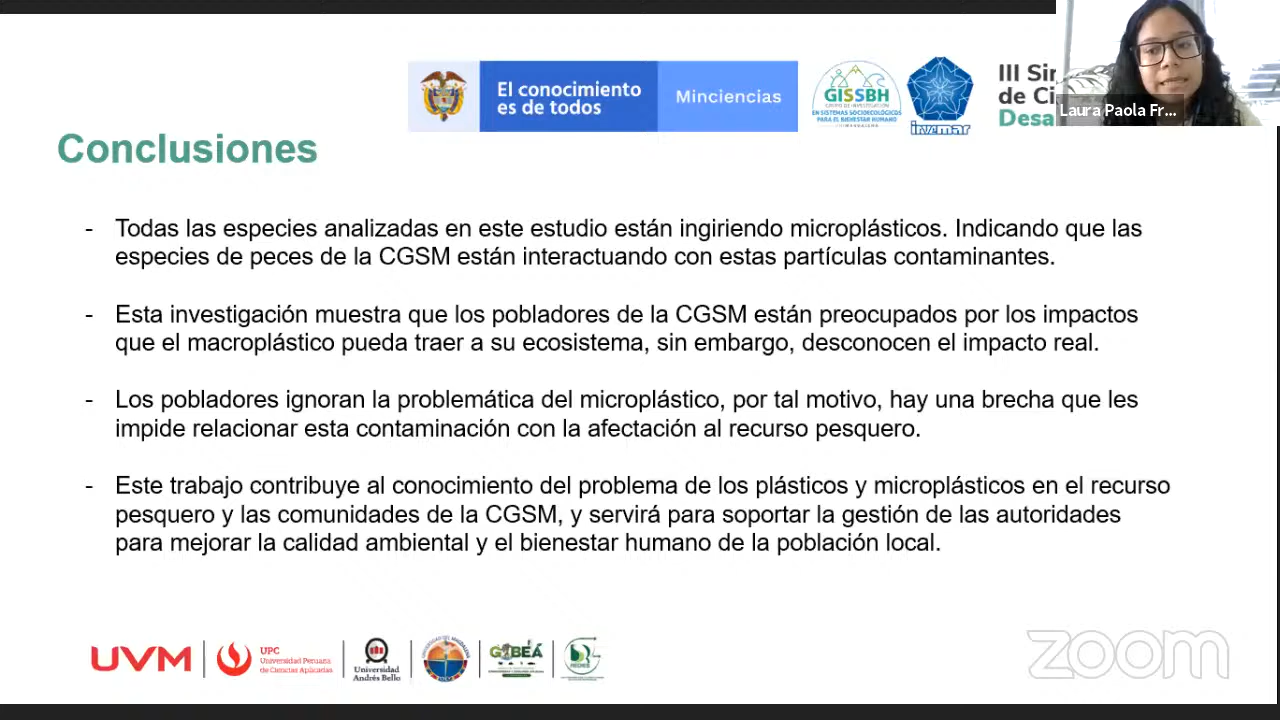 El conocimiento
es de todos
Minciencias
GISSBH
GRUPO DE INVESTIGACIÓN
EN SISTEMAS SOCIOECOLÓGICOS
PARA EL BIENESTAR HUMANO
invemar
III Sim
de Ci
Desa
Laura Paola Fr...
Conclusiones
- Todas las especies analizadas en este estudio están ingiriendo microplásticos. Indicando que las
especies de peces de la CGSM están interactuando con estas partículas contaminantes.
- Esta investigación muestra que los pobladores de la CGSM están preocupados por los impactos
que el macroplástico pueda traer a su ecosistema, sin embargo, desconocen el impacto real.
- Los pobladores ignoran la problemática del microplástico, por tal motivo, hay una brecha que les
impide relacionar esta contaminación con la afectación al recurso pesquero.
- Este trabajo contribuye al conocimiento del problema de los plásticos y microplásticos en el recurso
pesquero y las comunidades de la CGSM, y servirá para soportar la gestión de las autoridades
para mejorar la calidad ambiental y el bienestar humano de la población local.
UVM
UPC
Universidad Peruana
de Ciencias Aplicadas
Universidad
Andrés Bello
zoom